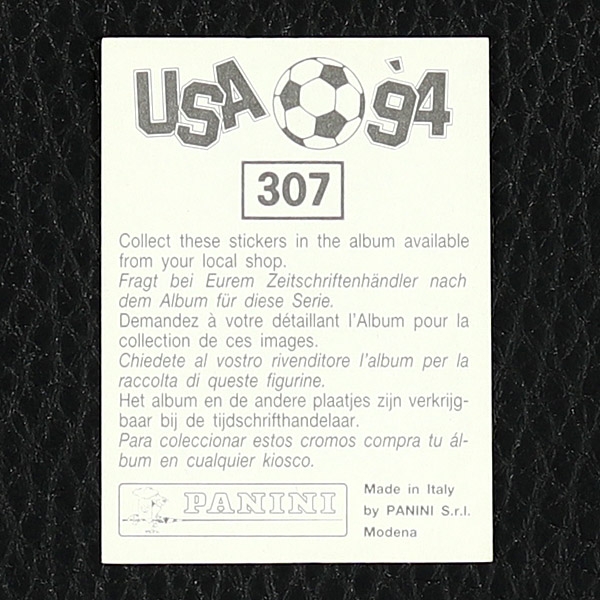 USA '94
307
Collect these stickers in the album available
from your local shop.
Fragt bei Eurem Zeitschriftenhändler nach
dem Album für diese Serie.
Demandez à votre détaillant l'Album pour la
collection de ces images.
Chiedete al vostro rivenditore l'album per la
raccolta di queste figurine.
Het album en de andere plaatjes zijn verkrijg-
baar bij de tijdschrifthandelaar.
Para coleccionar estos cromos compra tu ál-
bum en cualquier kiosco.
PANINI
Made in Italy
by PANINI S.r.l.
Modena